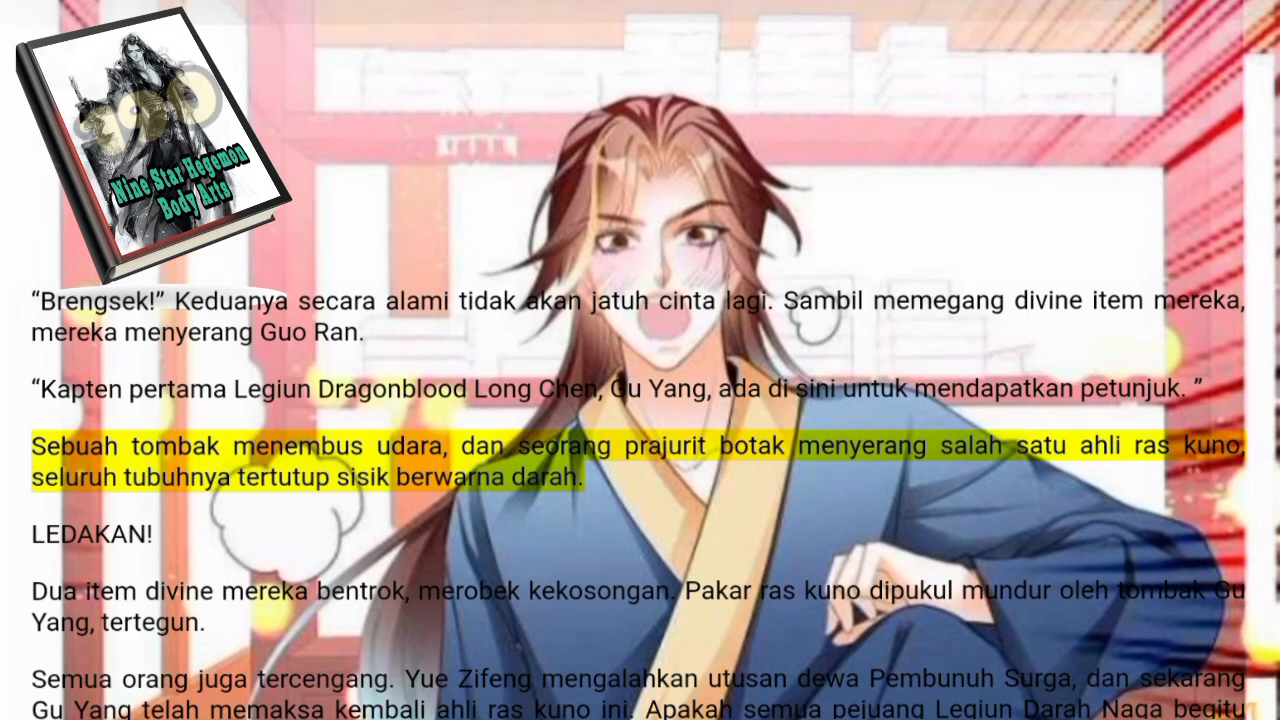 Nine Star Hegemon
Body Arts
“Brengsek!” Keduanya secara alami tidak akan jatuh cinta lagi. Sambil memegang divine item mereka,
mereka menyerang Guo Ran.
“Kapten pertama Legiun Dragonblood Long Chen, Gu Yang, ada di sini untuk mendapatkan petunjuk. ”
Sebuah tombak menembus udara, dan seorang prajurit botak menyerang salah satu ahli ras kuno,
seluruh tubuhnya tertutup sisik berwarna darah.
LEDAKAN!
Dua item divine mereka bentrok, merobek kekosongan. Pakar ras kuno dipukul mundur oleh tombak Gu
Yang, tertegun.
Semua orang juga tercengang. Yue Zifeng mengalahkan utusan dewa Pembunuh Surga, dan sekarang
Gu Yang telah memaksa kembali ahli ras kuno ini. Apakah semua pejuang Legiun Darah Naga begitu